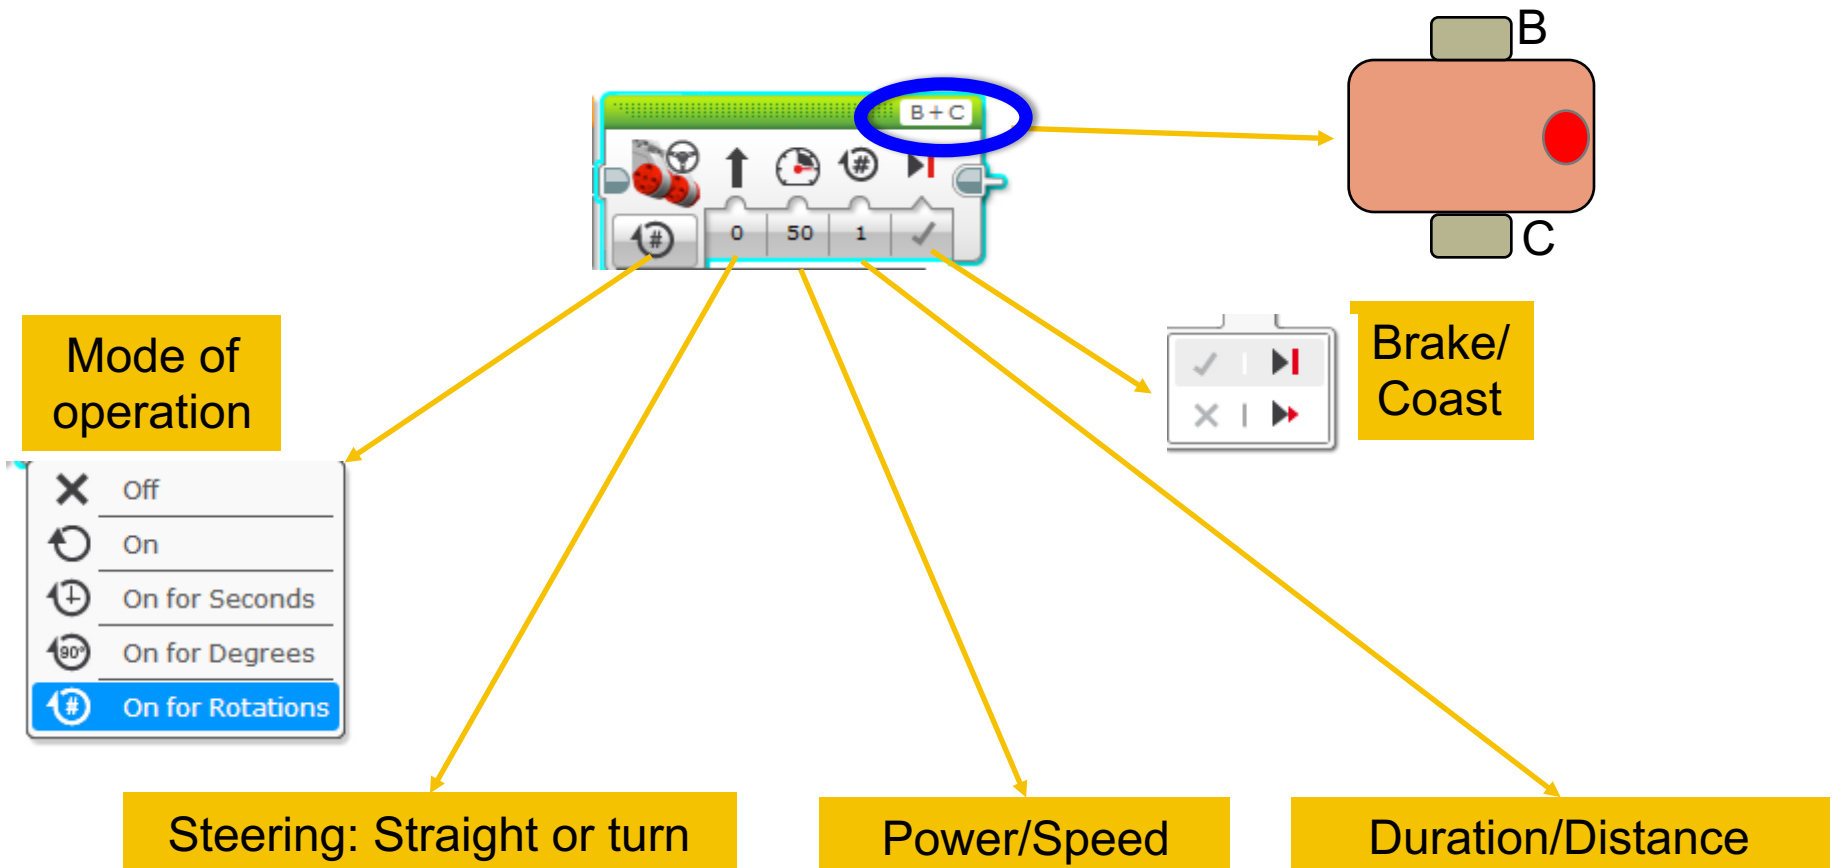 B
B + C
#
0 50 1
#
C
Mode of
operation
Brake/
Coast
Off
On
On for Seconds
90° On for Degrees
# On for Rotations
Steering: Straight or turn
Power/Speed
Duration/Distance